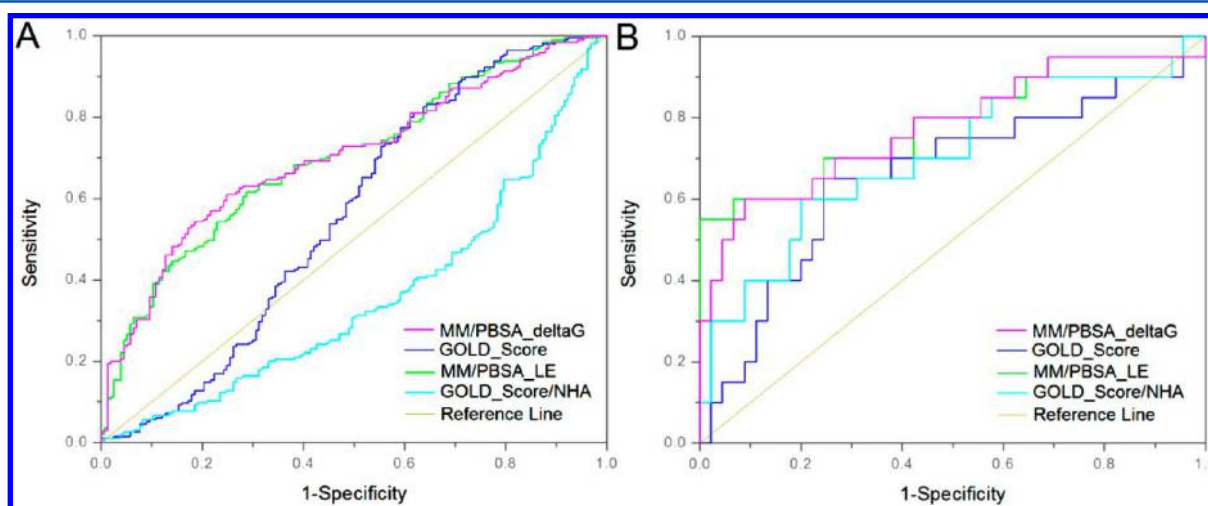 A
1.0
0.8
0.6
0.4
0.2
0.0
Sensitivity
MM/PBSA_deltaG
GOLD_Score
MM/PBSA_LE
GOLD_Score/NHA
Reference Line
0.0 0.2 0.4 0.6 0.8 1.0
1-Specificity
B
1.0
0.8
0.6
0.4
0.2
0.0
Sensitivity
MM/PBSA_deltaG
GOLD_Score
MM/PBSA_LE
GOLD_Score/NHA
Reference Line
0.0 0.2 0.4 0.6 0.8 1.0
1-Specificity